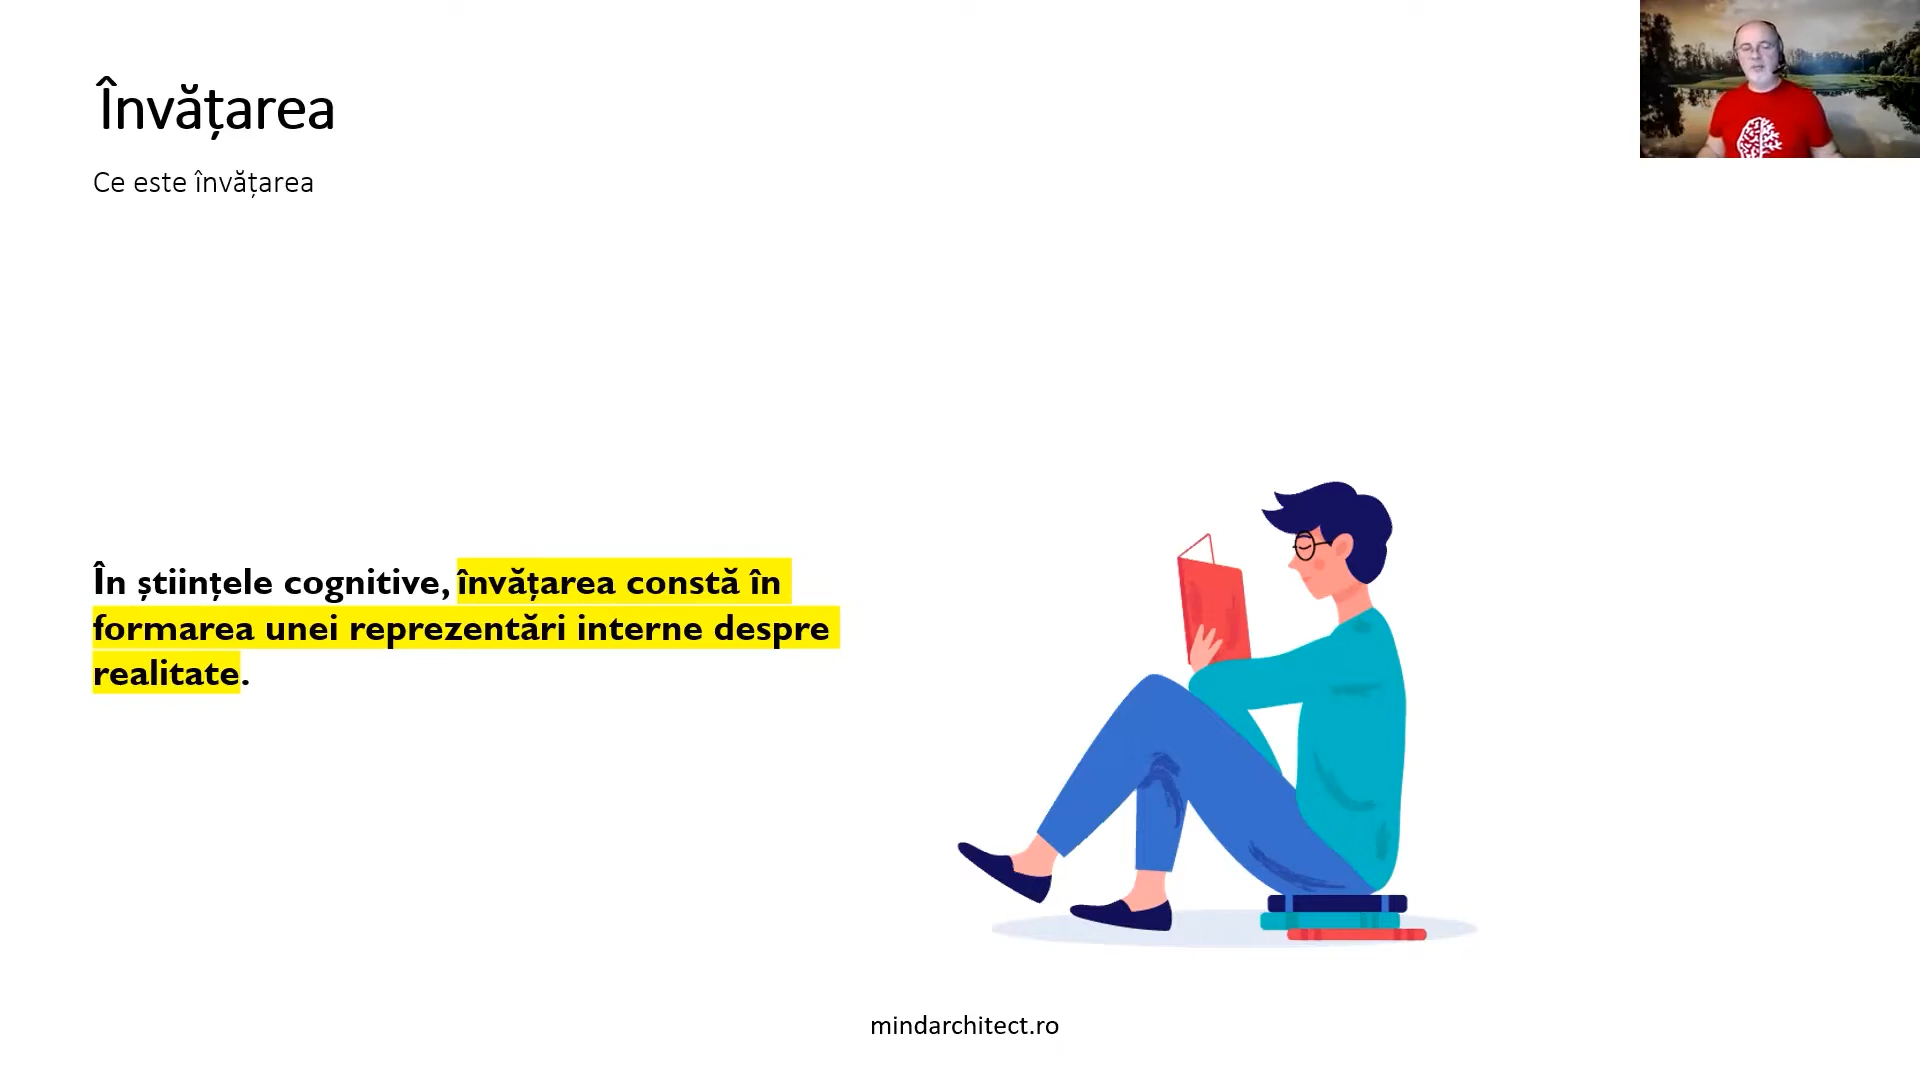 Învățarea
Ce este învățarea
În științele cognitive, învățarea constă în
formarea unei reprezentări interne despre
realitate.
mindarchitect.ro